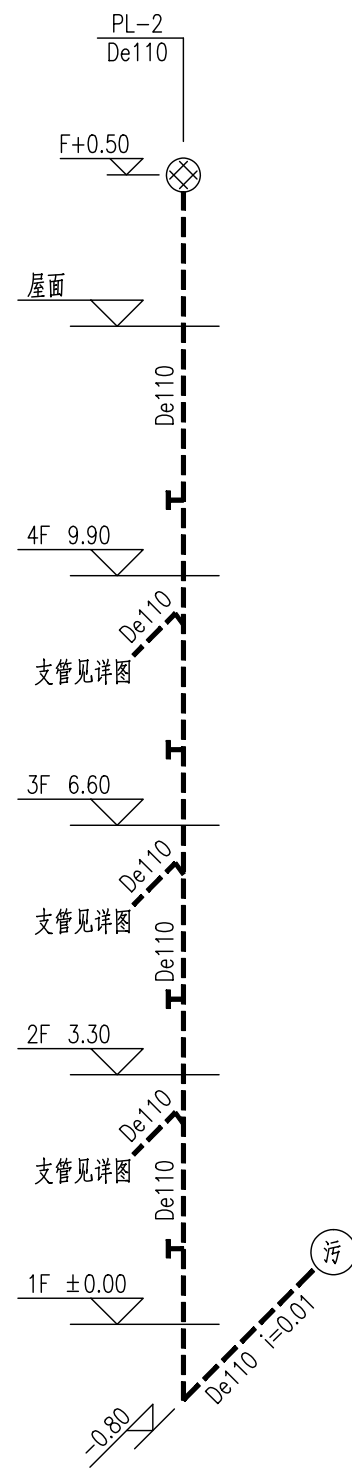 PL-2
De110
F+0.50
屋面
De110
4F 9.90
De110
支管见详图
3F 6.60
De110
支管见详图
De110
2F 3.30
De110
支管见详图
De110
污
1F ±0.00
De110 i=0.01
-0.80